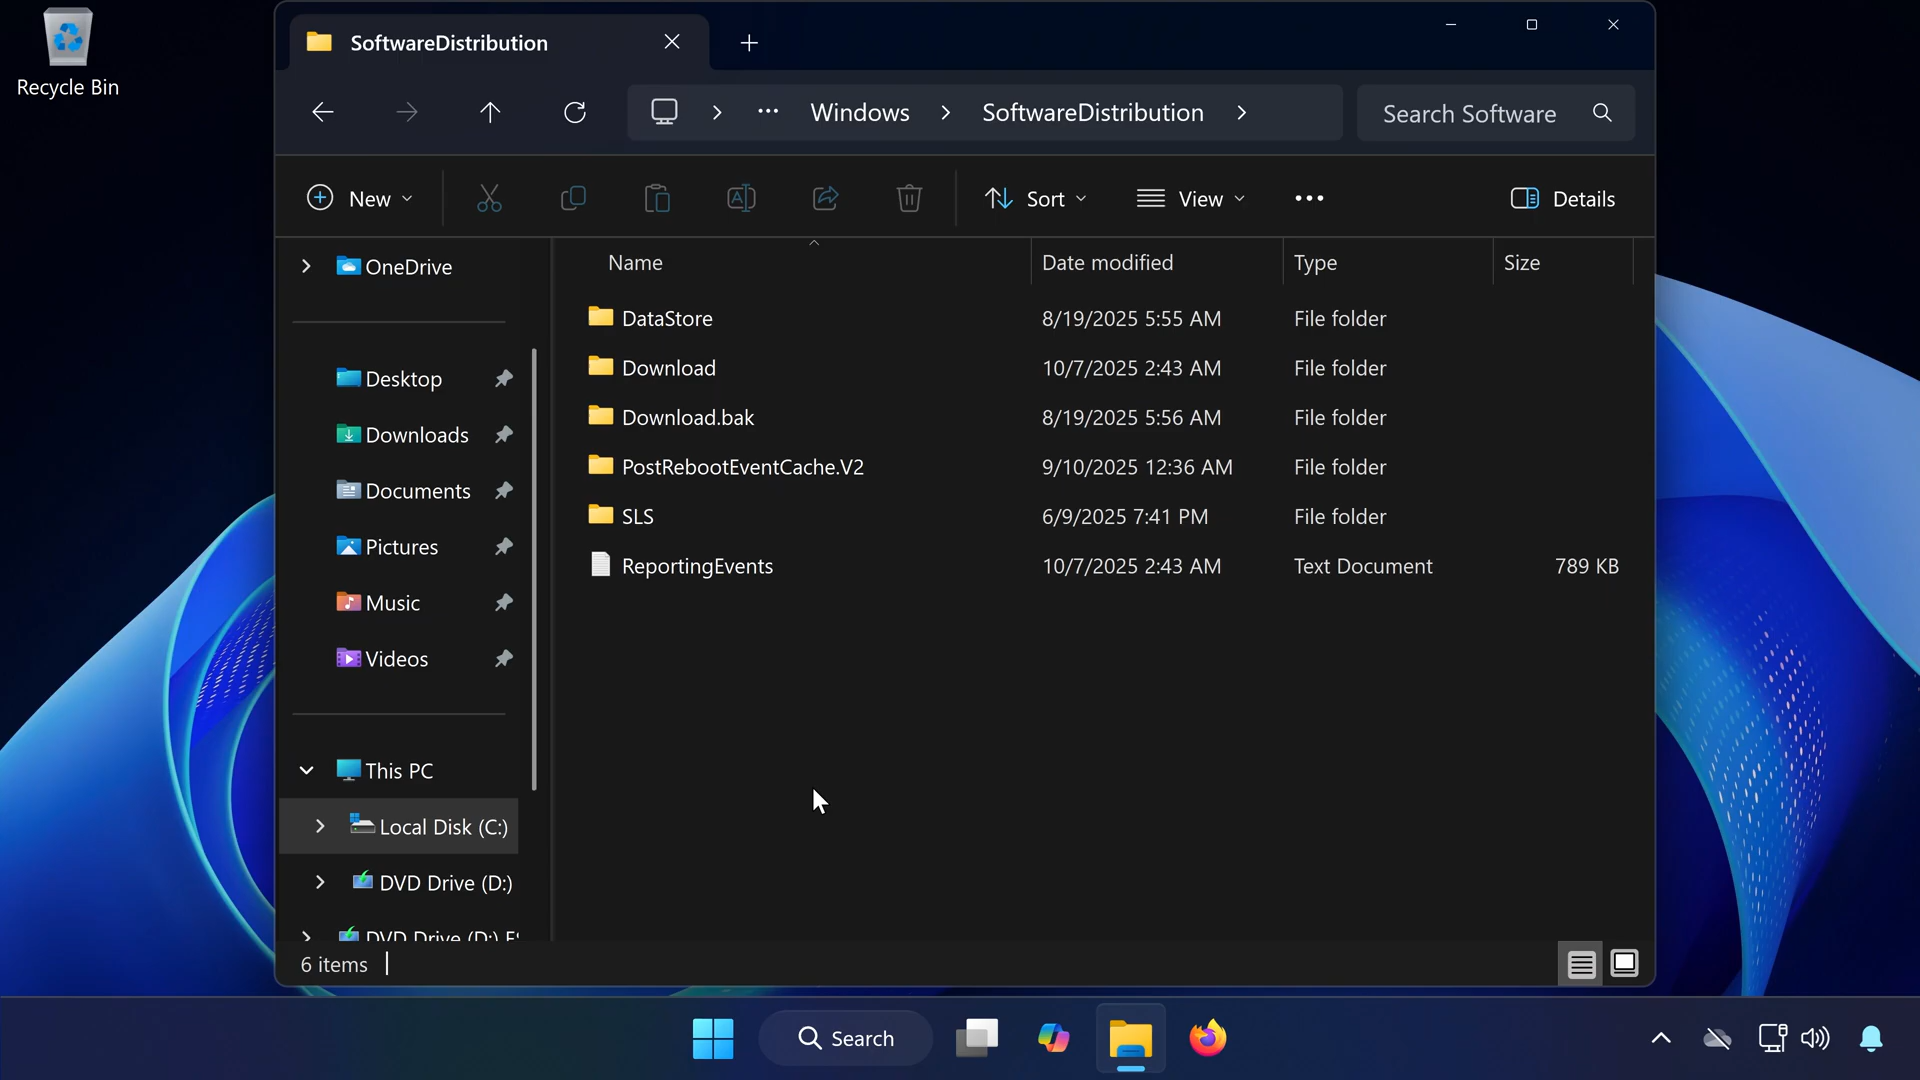 Recycle Bin
SoftwareDistribution
Windows
SoftwareDistribution
Search Software
New
Sort
View
Details
OneDrive
Desktop
Downloads
Documents
Pictures
Music
Videos
This PC
Local Disk (C:)
DVD Drive (D:)
DVD Drive (D:)
Name Date modified Type Size
DataStore 8/19/2025 5:55 AM File folder
Download 10/7/2025 2:43 AM File folder
Download.bak 8/19/2025 5:56 AM File folder
PostRebootEventCache.V2 9/10/2025 12:36 AM File folder
SLS 6/9/2025 7:41 PM File folder
ReportingEvents 10/7/2025 2:43 AM Text Document 789 KB
6 items
Search